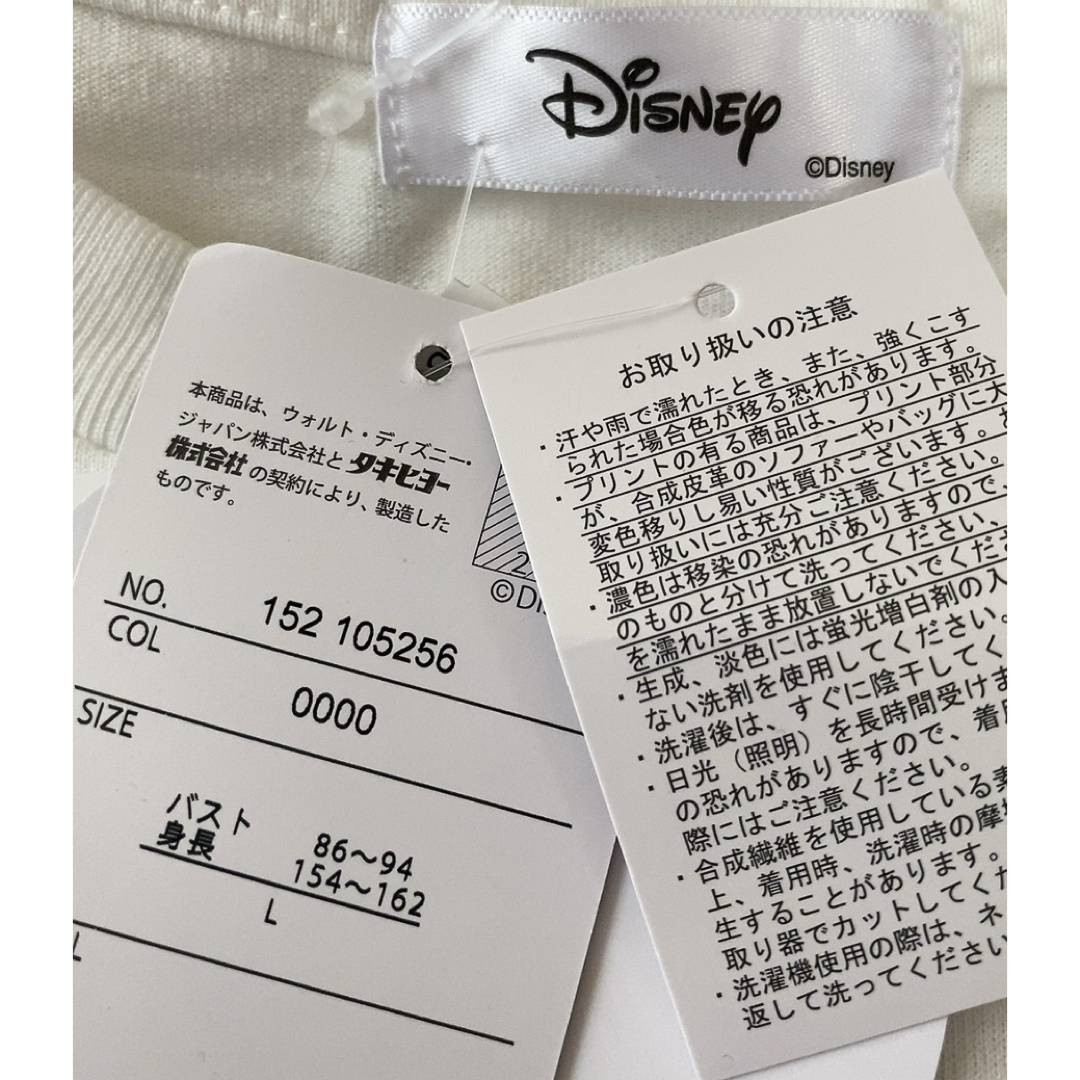 Disney
©Disney
本商品は、ウォルト・ディズニー・
ジャパン株式会社と タキヒヨー
株式会社 の契約により、製造した
ものです。
NO. 152 105256
COL 0000
SIZE
バスト 86〜94
身長 154〜162
L
お取り扱いの注意
・汗や雨で濡れたとき、また、強くこす
られた場合色が移る恐れがあります。
・プリントの有る商品は、プリント部分
が、合成皮革のソファーやバッグに大
変色移りし易い性質がございます。お
取り扱いには充分ご注意ください。
・濃色は移染の恐れがありますので、
のものと分けて洗ってください、
を濡れたまま放置しないでくださ
・生成、淡色には蛍光増白剤の入
ない洗剤を使用してください。
・洗濯後は、すぐに陰干してく
・日光（照明）を長時間受けま
の恐れがありますので、着用
際にはご注意ください。
・合成繊維を使用している素
上、着用時、洗濯時の摩
生することがあります。
取り器でカットしてくだ
・洗濯機使用の際は、ネ
返して洗ってください